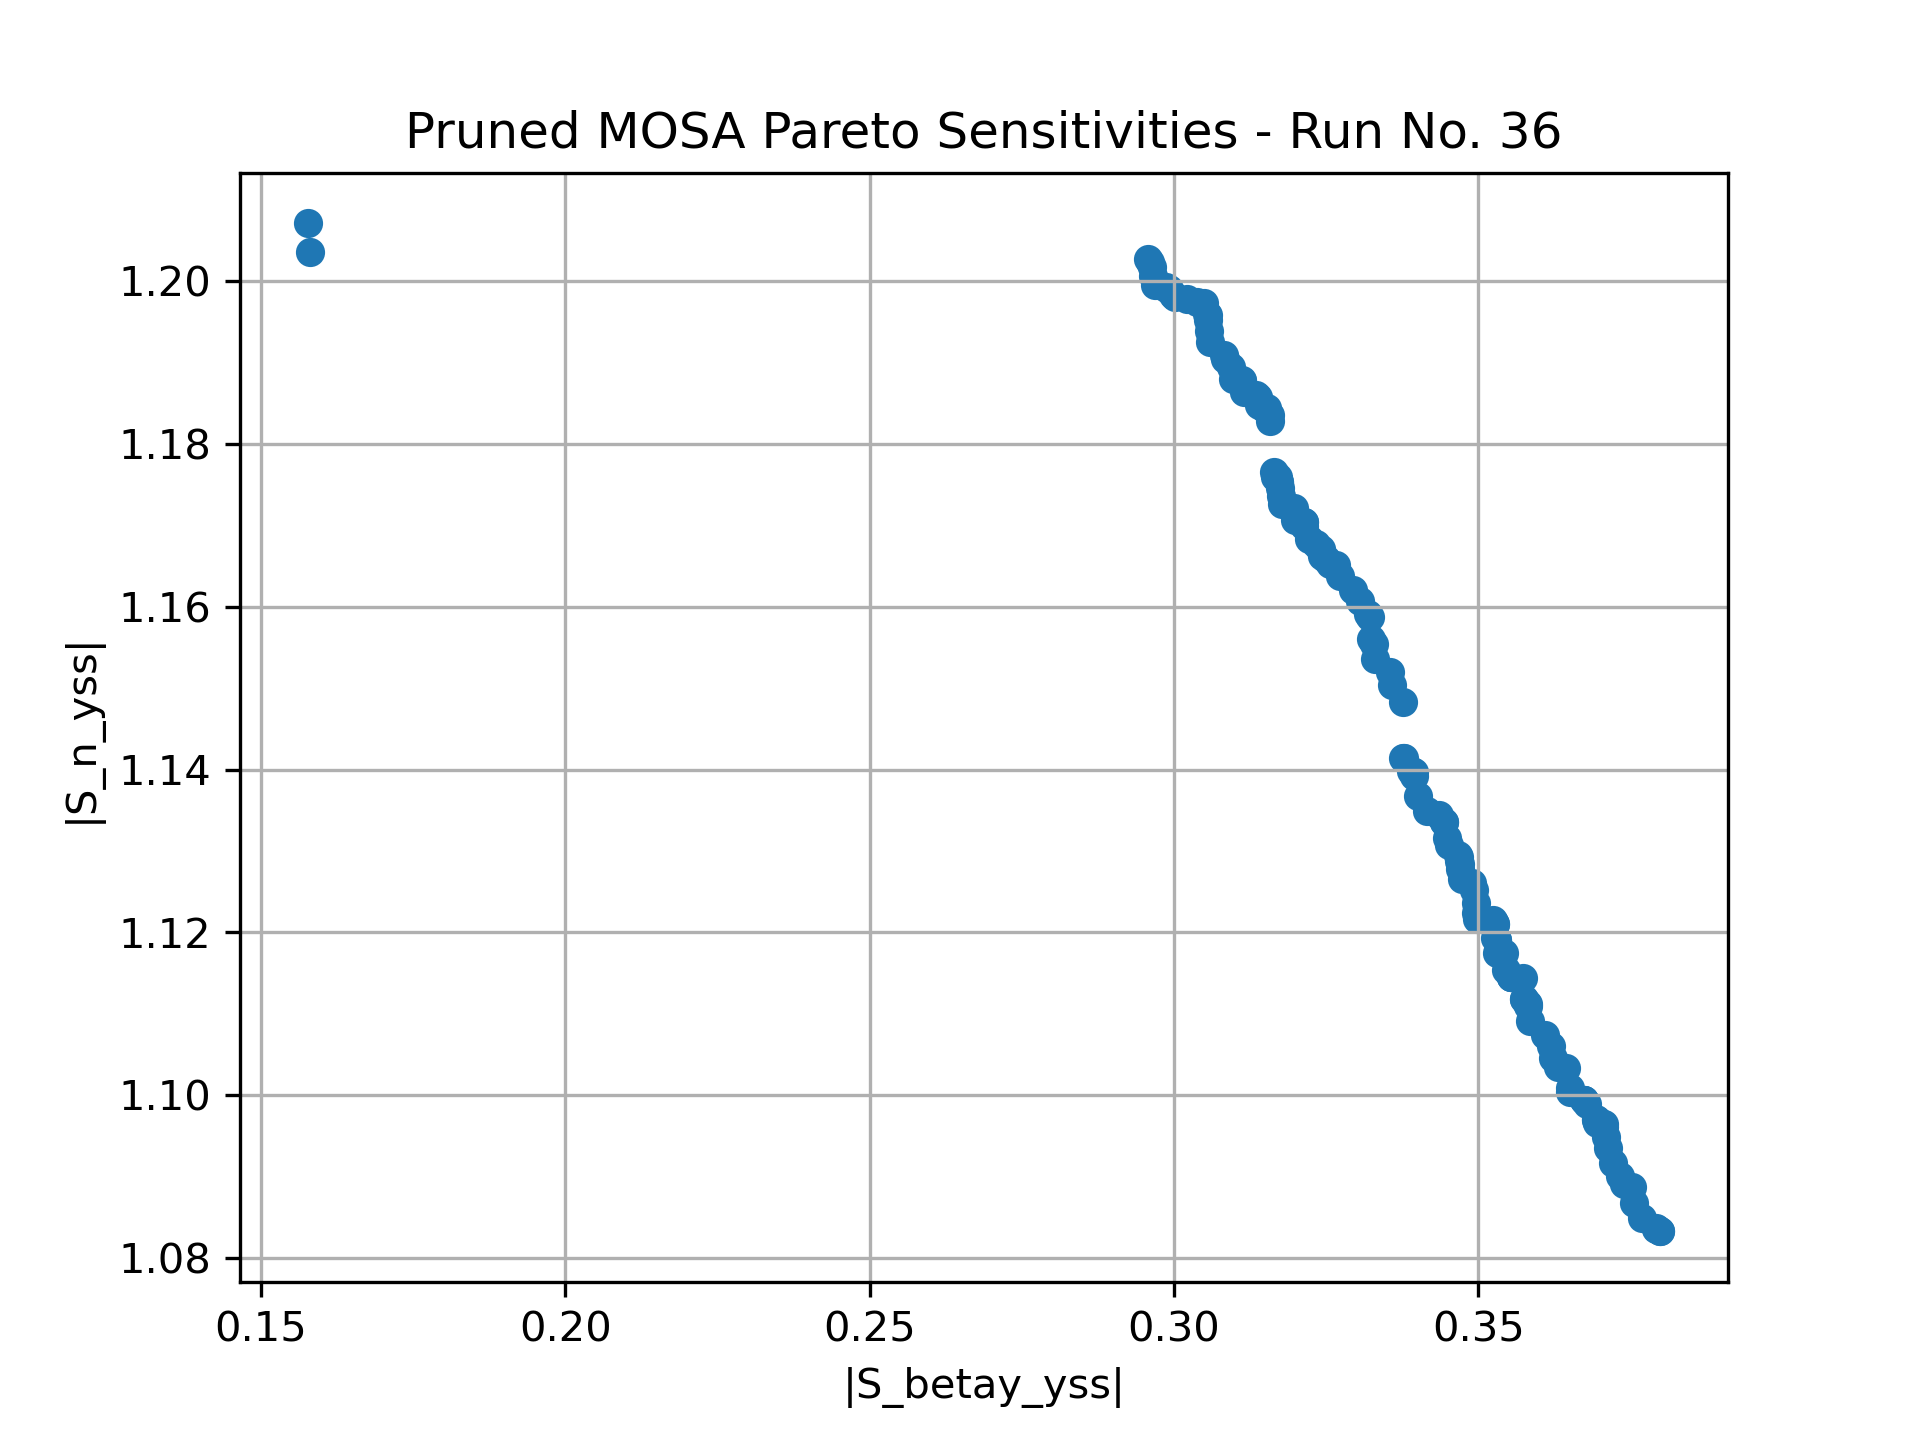 Pruned MOSA Pareto Sensitivities - Run No. 36
|S_n_yss|
1.20
1.18
1.16
1.14
1.12
1.10
1.08
0.15 0.20 0.25 0.30 0.35
|S_betay_yss|